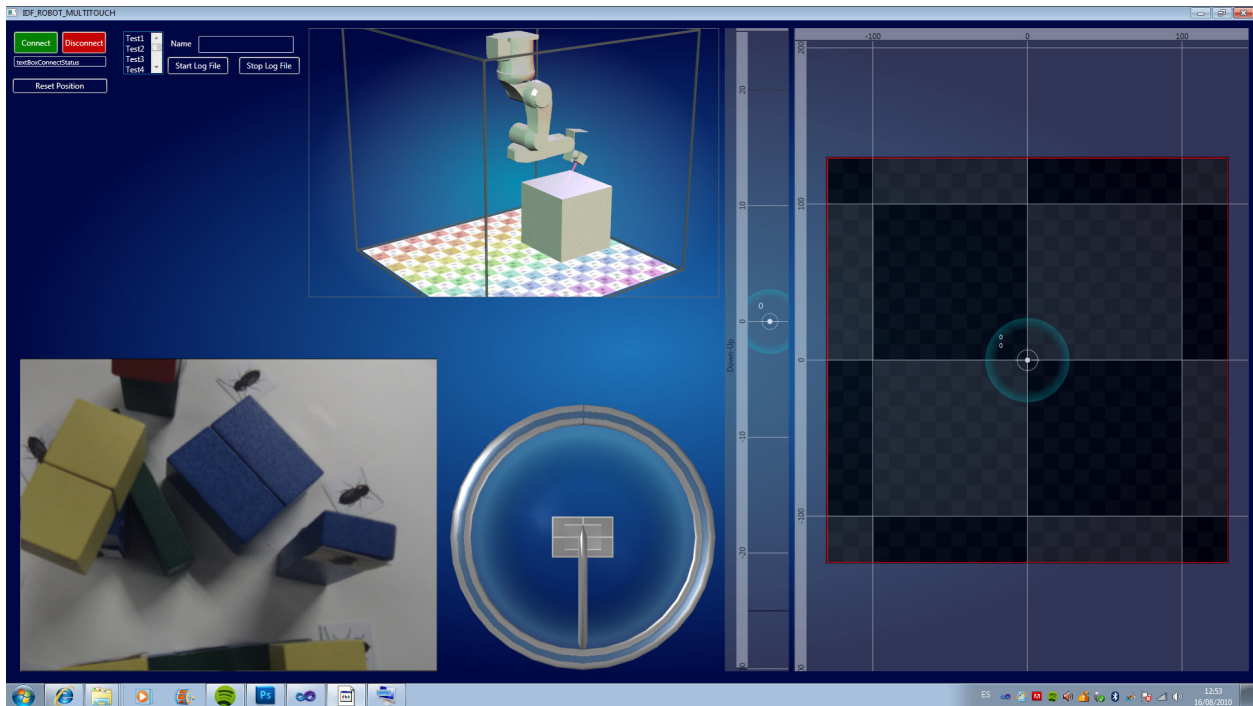 IDF_ROBOT_MULTITOUCH
Connect
Disconnect
textBoxConnectStatus
Reset Position
Test1
Test2
Test3
Test4
Name
Start Log File
Stop Log File
20
10
0
0
-10
-20
Down-Up
-100
0
100
200
100
0
-100
0
0
Ps
ES
12:53
16/08/2010